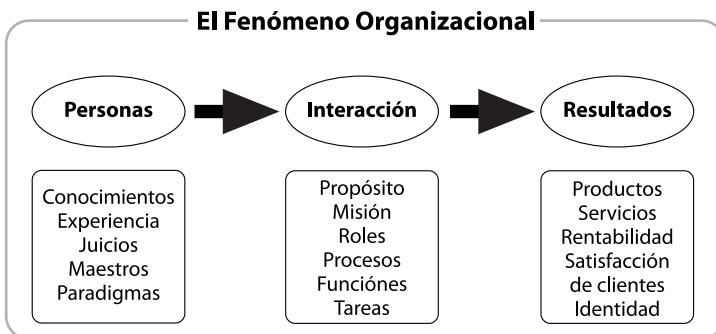 El Fenómeno Organizacional
Personas
Interacción
Resultados
Conocimientos
Experiencia
Juicios
Maestros
Paradigmas
Propósito
Misión
Roles
Procesos
Funciónes
Tareas
Productos
Servicios
Rentabilidad
Satisfacción
de clientes
Identidad